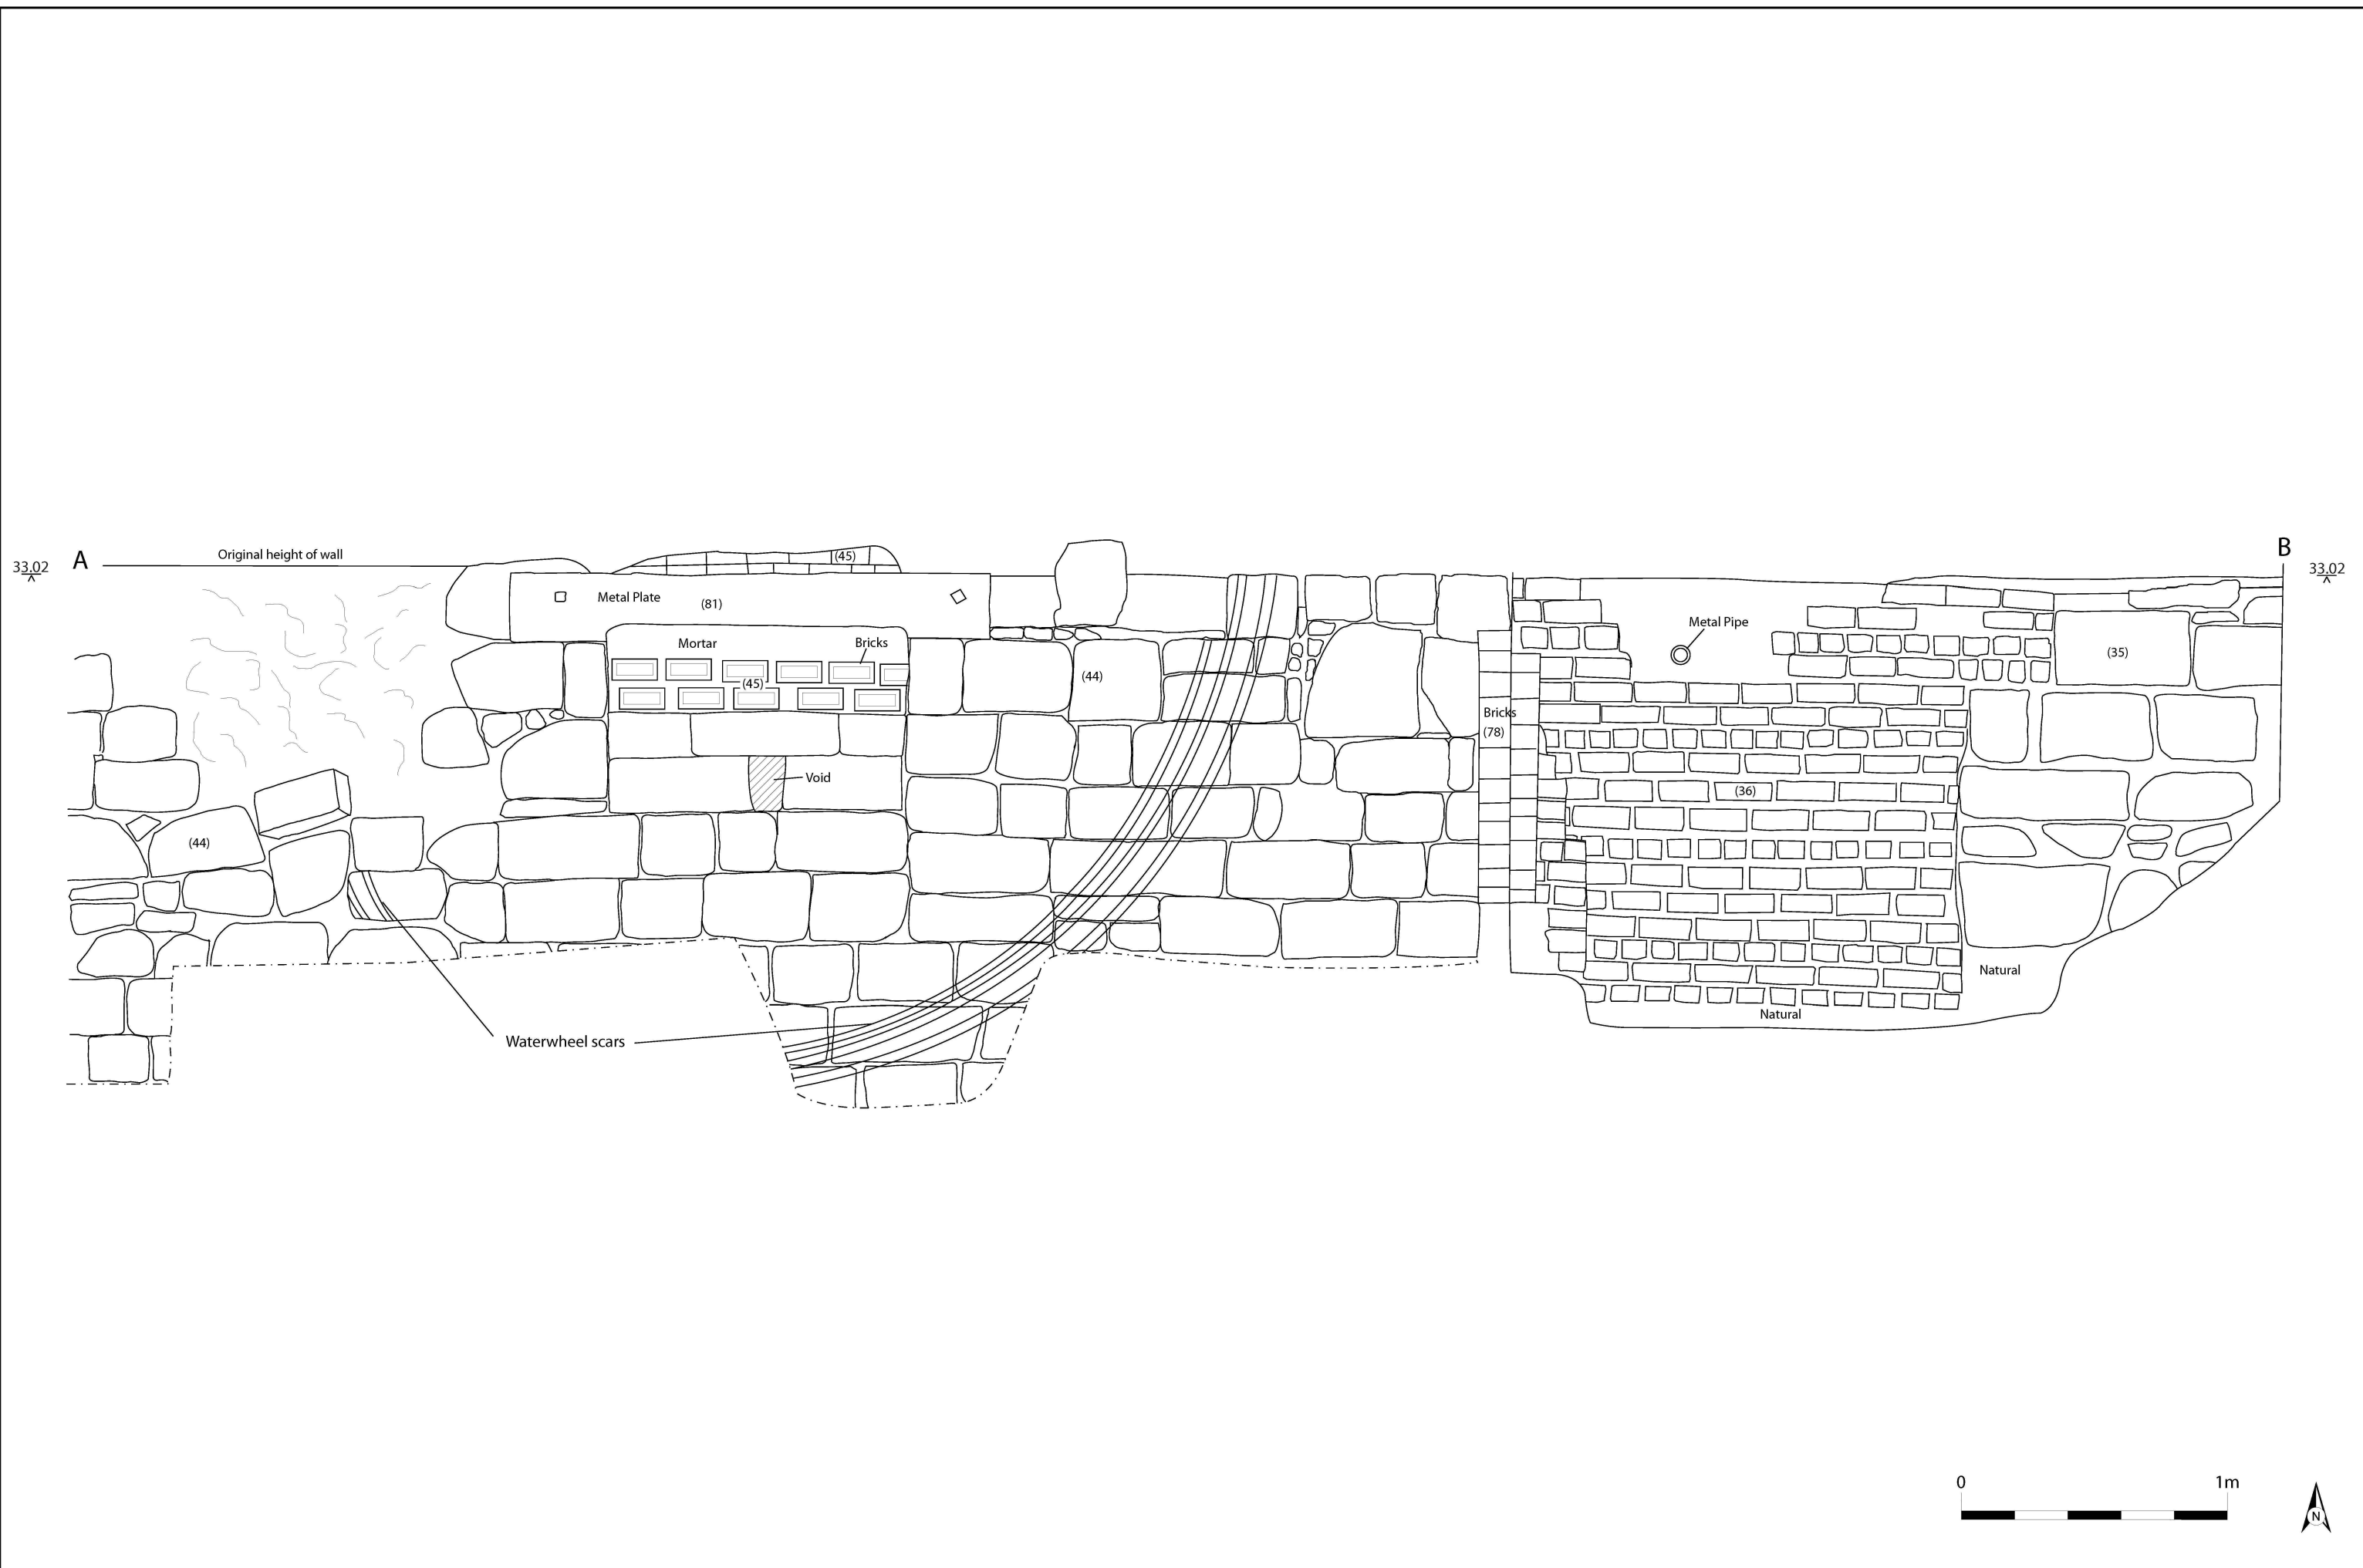 Original height of wall
(45)
33.02
A
B
33.02
Metal Plate
(81)
Metal Pipe
Mortar
Bricks
(45)
(44)
(35)
Bricks
(78)
Void
(36)
(44)
Natural
Natural
Waterwheel scars
0
1m
N